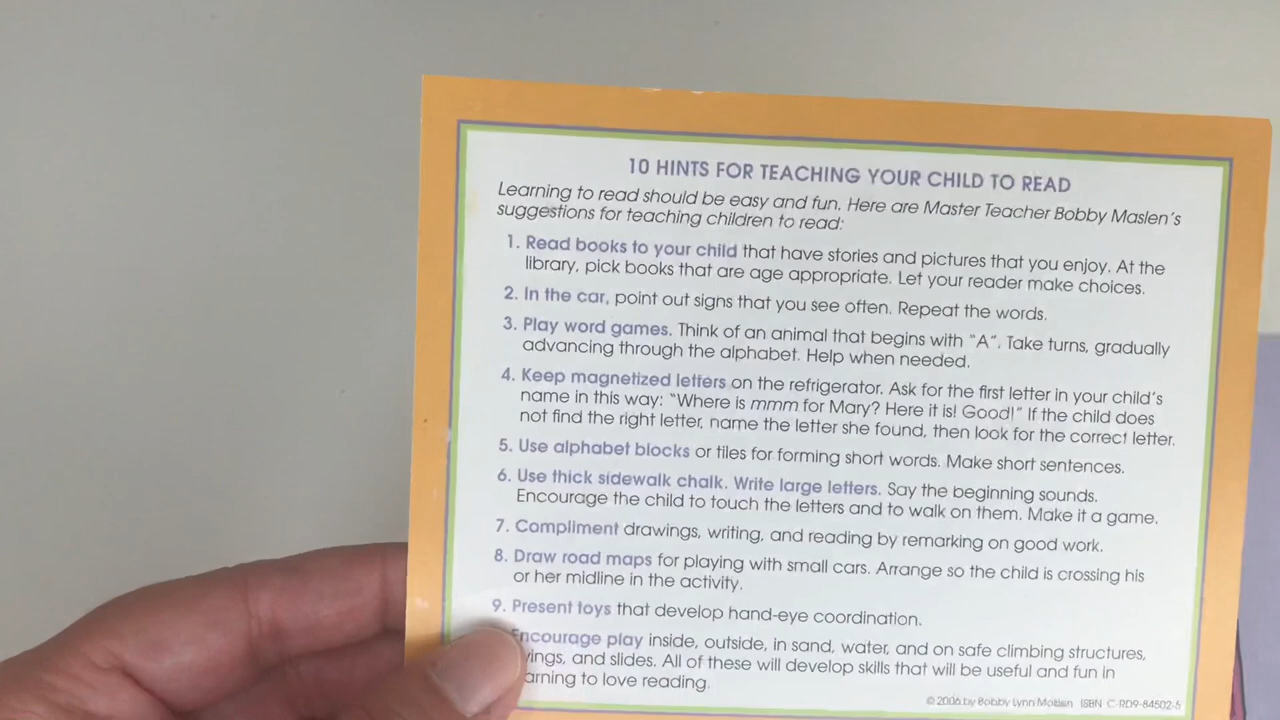 10 HINTS FOR TEACHING YOUR CHILD TO READ
Learning to read should be easy and fun. Here are Master Teacher Bobby Maslen's
suggestions for teaching children to read:
1. Read books to your child that have stories and pictures that you enjoy. At the
library, pick books that are age appropriate. Let your reader make choices.
2. In the car, point out signs that you see often. Repeat the words.
3. Play word games. Think of an animal that begins with "A". Take turns, gradually
advancing through the alphabet. Help when needed.
4. Keep magnetized letters on the refrigerator. Ask for the first letter in your child's
name in this way: "Where is mmm for Mary? Here it is! Good!" If the child does
not find the right letter, name the letter she found, then look for the correct letter.
5. Use alphabet blocks or tiles for forming short words. Make short sentences.
6. Use thick sidewalk chalk. Write large letters. Say the beginning sounds.
Encourage the child to touch the letters and to walk on them. Make it a game.
7. Compliment drawings, writing, and reading by remarking on good work.
8. Draw road maps for playing with small cars. Arrange so the child is crossing his
or her midline in the activity.
9. Present toys that develop hand-eye coordination.
Encourage play inside, outside, in sand, water, and on safe climbing structures,
and slides. All of these will develop skills that will be useful and fun in
to love reading.
© 2006 by Bobby Lynn Maslen ISBN